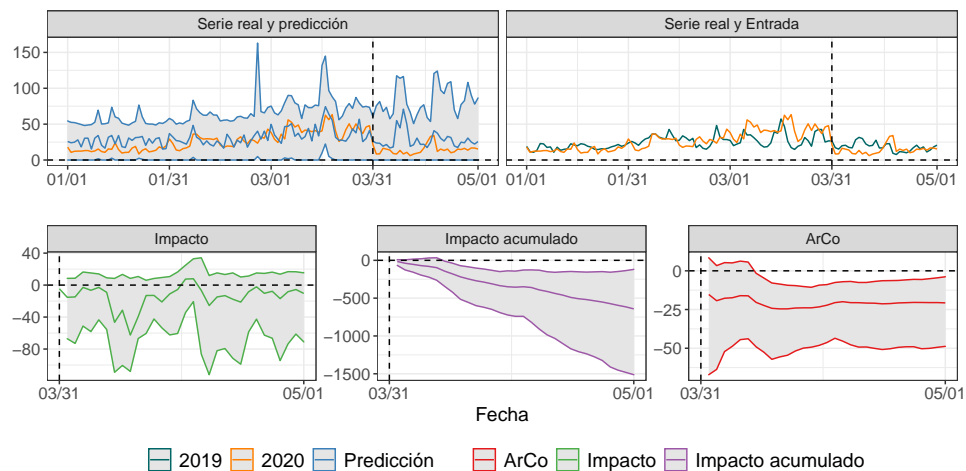 Serie real y predicción
Serie real y Entrada
150
100
50
0
01/01 01/31 03/01 03/31 05/01
01/01 01/31 03/01 03/31 05/01
Impacto
Impacto acumulado
ArCo
40
0
−40
−80
03/31 05/01
0
−500
−1000
−1500
03/31 05/01
0
−25
−50
03/31 05/01
Fecha
2019 2020 Predicción ArCo Impacto Impacto acumulado